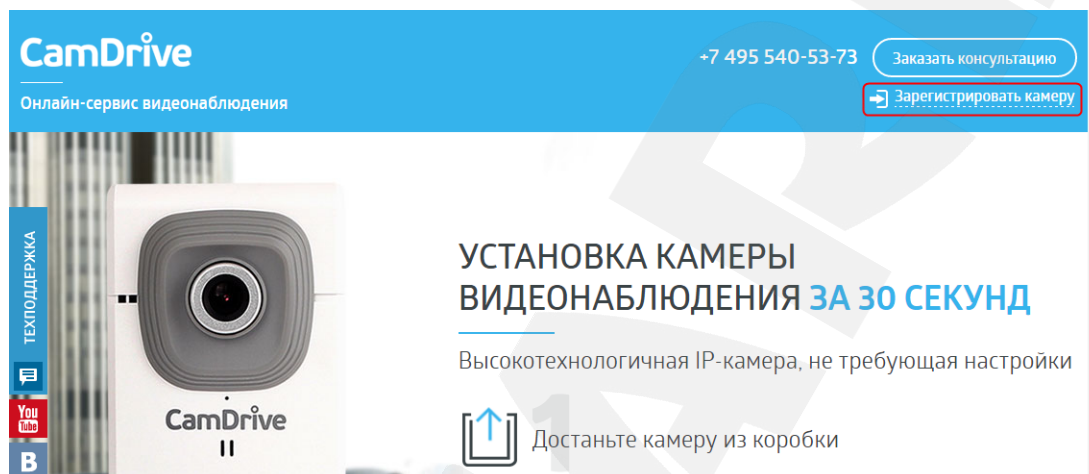 CamDrive
+7 495 540-53-73
Заказать консультацию
Онлайн-сервис видеонаблюдения
Зарегистрировать камеру
ТЕХПОДДЕРЖКА
УСТАНОВКА КАМЕРЫ
ВИДЕОНАБЛЮДЕНИЯ ЗА 30 СЕКУНД
Высокотехнологичная IP-камера, не требующая настройки
You
Tube
CamDrive
1
Достаньте камеру из коробки
B